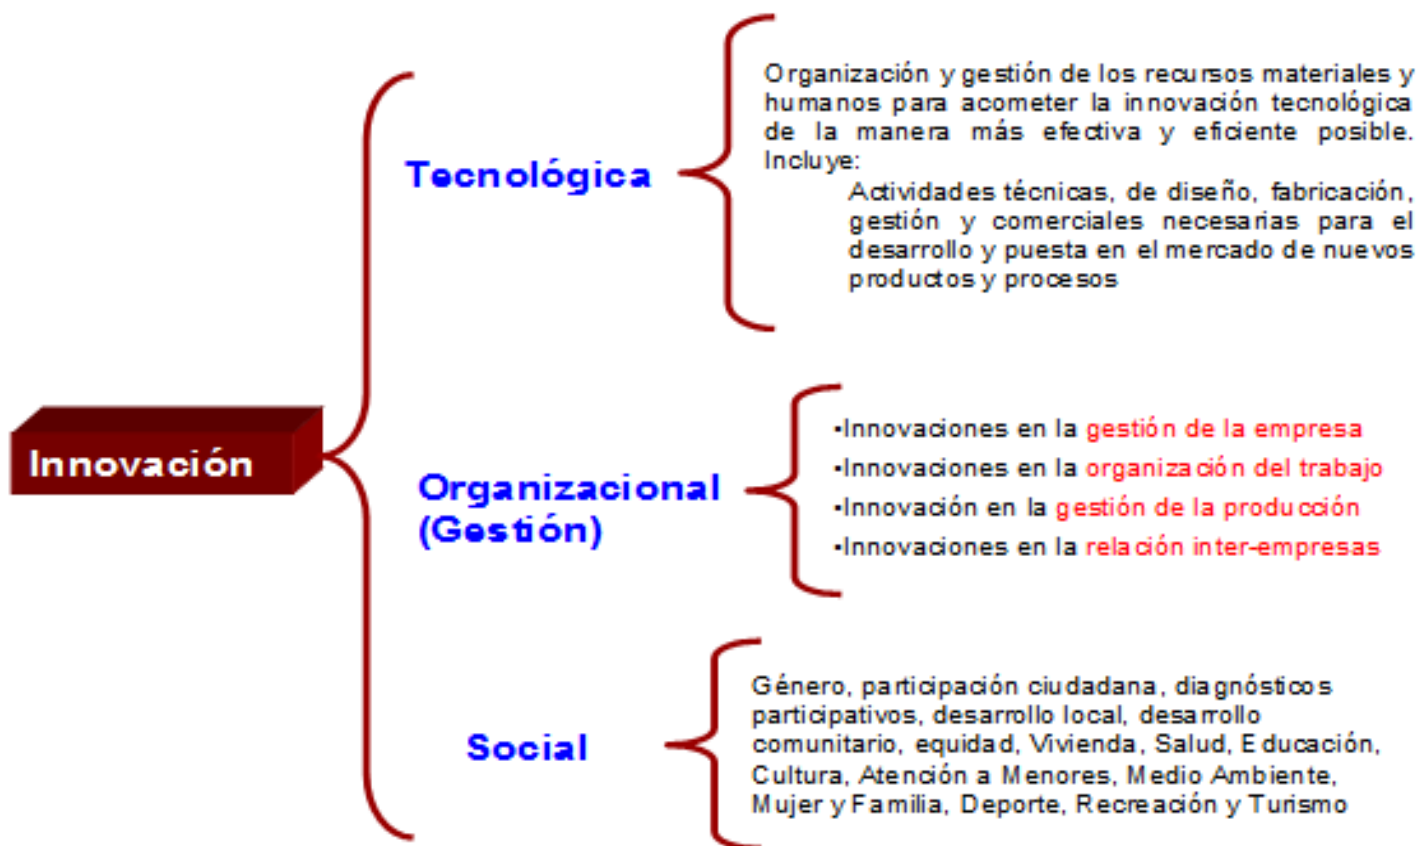 Innovación
Tecnológica
Organización y gestión de los recursos materiales y
humanos para acometer la innovación tecnológica
de la manera más efectiva y eficiente posible.
Incluye:
Actividades técnicas, de diseño, fabricación,
gestión y comerciales necesarias para el
desarrollo y puesta en el mercado de nuevos
productos y procesos
Organizacional
(Gestión)
•Innovaciones en la gestión de la empresa
•Innovaciones en la organización del trabajo
•Innovación en la gestión de la producción
•Innovaciones en la relación inter-empresas
Social
Género, participación ciudadana, diagnósticos
participativos, desarrollo local, desarrollo
comunitario, equidad, Vivienda, Salud, Educación,
Cultura, Atención a Menores, Medio Ambiente,
Mujer y Familia, Deporte, Recreación y Turismo